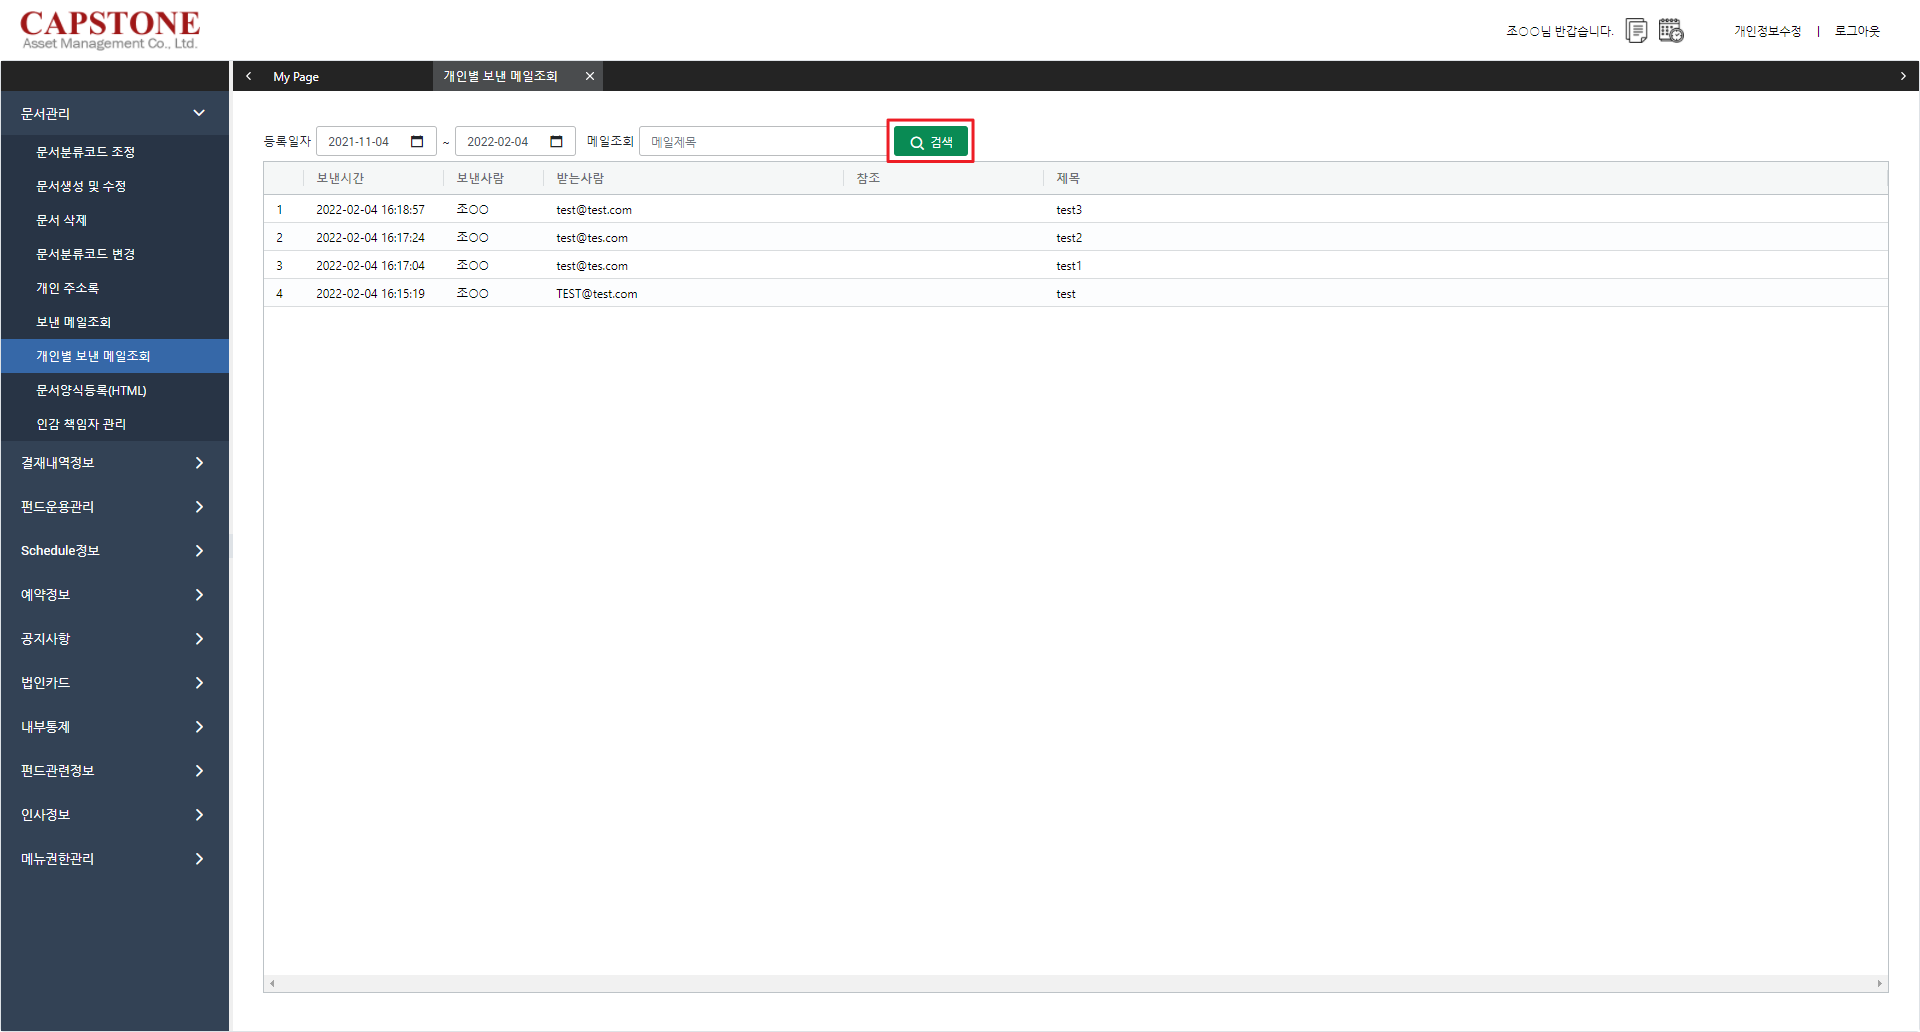 CAPSTONE
Asset Management Co., Ltd.
조○○님 반갑습니다.
개인정보수정 | 로그아웃
My Page
개인별 보낸 메일조회
문서관리
문서분류코드 조정
문서생성 및 수정
문서 삭제
문서분류코드 변경
개인 주소록
보낸 메일조회
개인별 보낸 메일조회
문서양식등록(HTML)
인감 책임자 관리
결재내역정보
펀드운용관리
Schedule정보
예약정보
공지사항
법인카드
내부통제
펀드관련정보
인사정보
메뉴권한관리
등록일자 2021-11-04 ~ 2022-02-04 메일조회 메일제목 검색
보낸시간 보낸사람 받는사람 참조 제목
1 2022-02-04 16:18:57 조○○ test@test.com test3
2 2022-02-04 16:17:24 조○○ test@tes.com test2
3 2022-02-04 16:17:04 조○○ test@tes.com test1
4 2022-02-04 16:15:19 조○○ TEST@test.com test